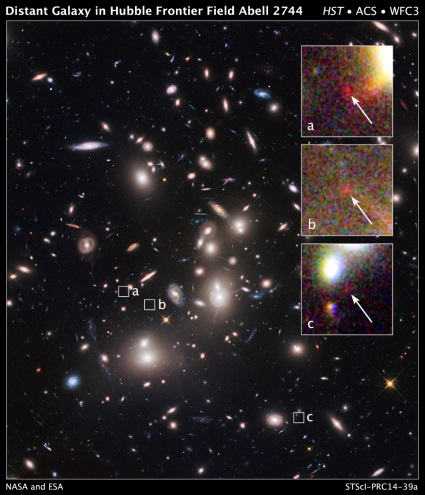 Distant Galaxy in Hubble Frontier Field Abell 2744 HST • ACS • WFC3
a
b
c
a
b
c
NASA and ESA STScI-PRC14-39a